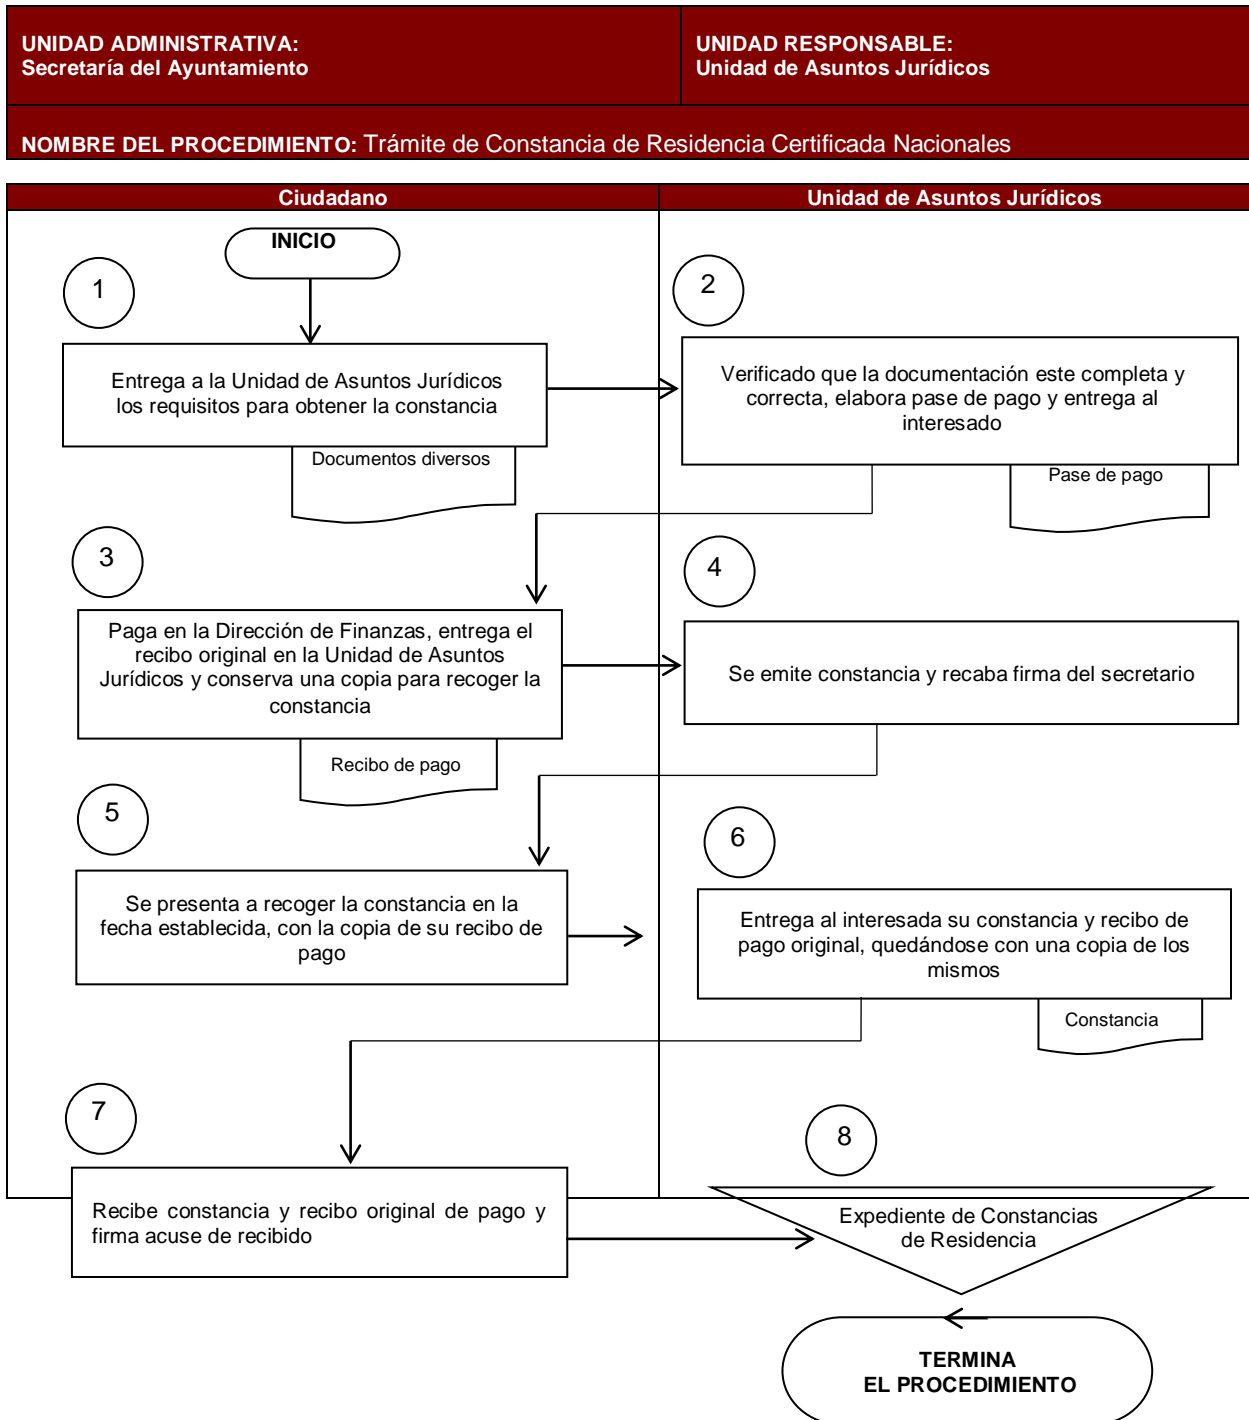 UNIDAD ADMINISTRATIVA:
Secretaría del Ayuntamiento
UNIDAD RESPONSABLE:
Unidad de Asuntos Jurídicos
NOMBRE DEL PROCEDIMIENTO: Trámite de Constancia de Residencia Certificada Nacionales
Ciudadano
Unidad de Asuntos Jurídicos
INICIO
1
Entrega a la Unidad de Asuntos Jurídicos
los requisitos para obtener la constancia
Documentos diversos
2
Verificado que la documentación este completa y
correcta, elabora pase de pago y entrega al
interesado
Pase de pago
3
Paga en la Dirección de Finanzas, entrega el
recibo original en la Unidad de Asuntos
Jurídicos y conserva una copia para recoger la
constancia
Recibo de pago
4
Se emite constancia y recaba firma del secretario
5
Se presenta a recoger la constancia en la
fecha establecida, con la copia de su recibo de
pago
6
Entrega al interesada su constancia y recibo de
pago original, quedándose con una copia de los
mismos
Constancia
7
Recibe constancia y recibo original de pago y
firma acuse de recibido
8
Expediente de Constancias
de Residencia
TERMINA
EL PROCEDIMIENTO